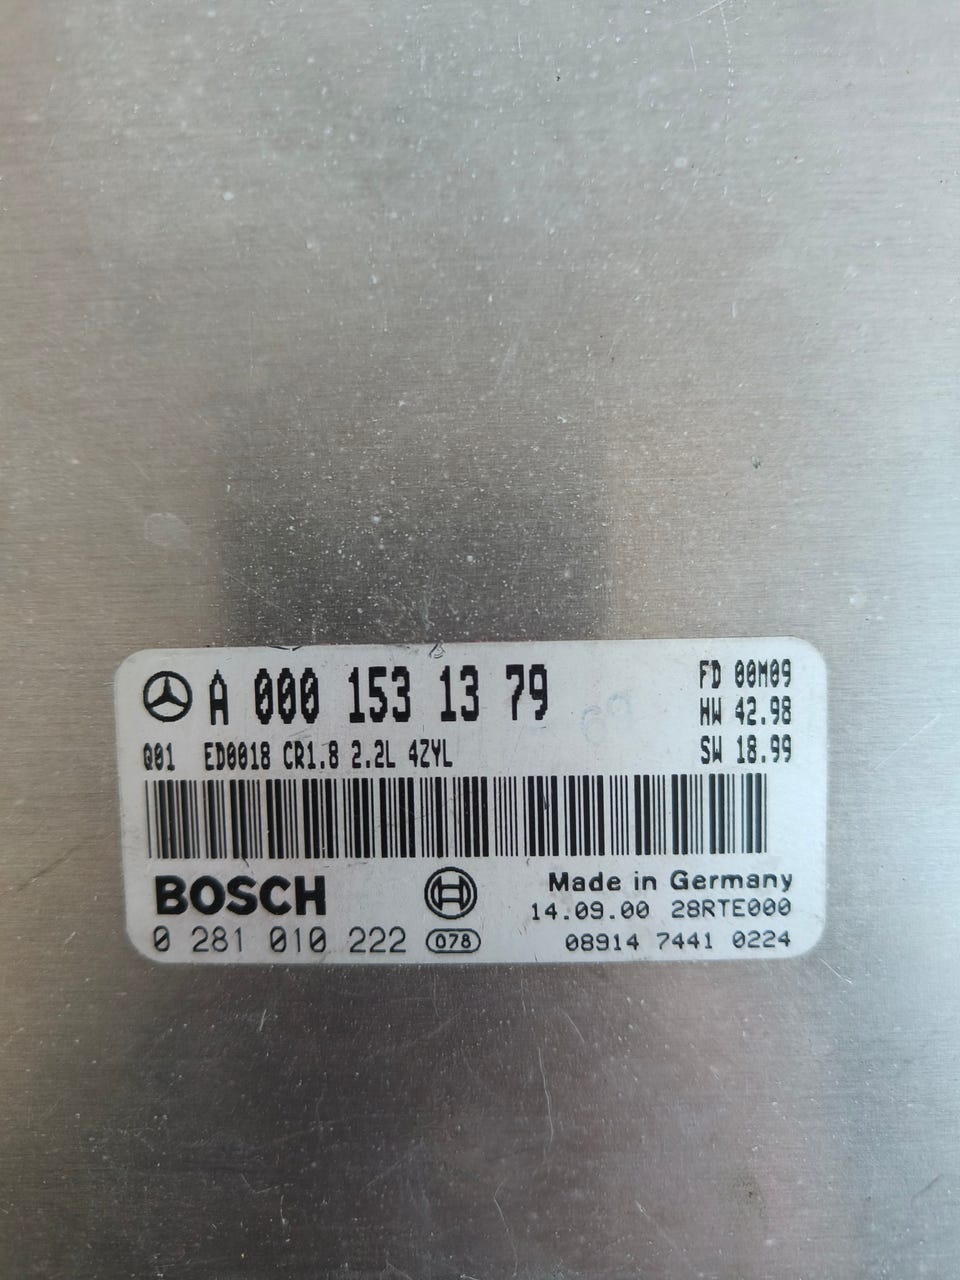 A 000 153 13 79
FD 00M09
HW 42.98
Q01 ED0018 CR1.8 2.2L 4ZYL
SW 18.99
BOSCH
Made in Germany
14.09.00 28RTE000
0 281 010 222 078
08914 7441 0224